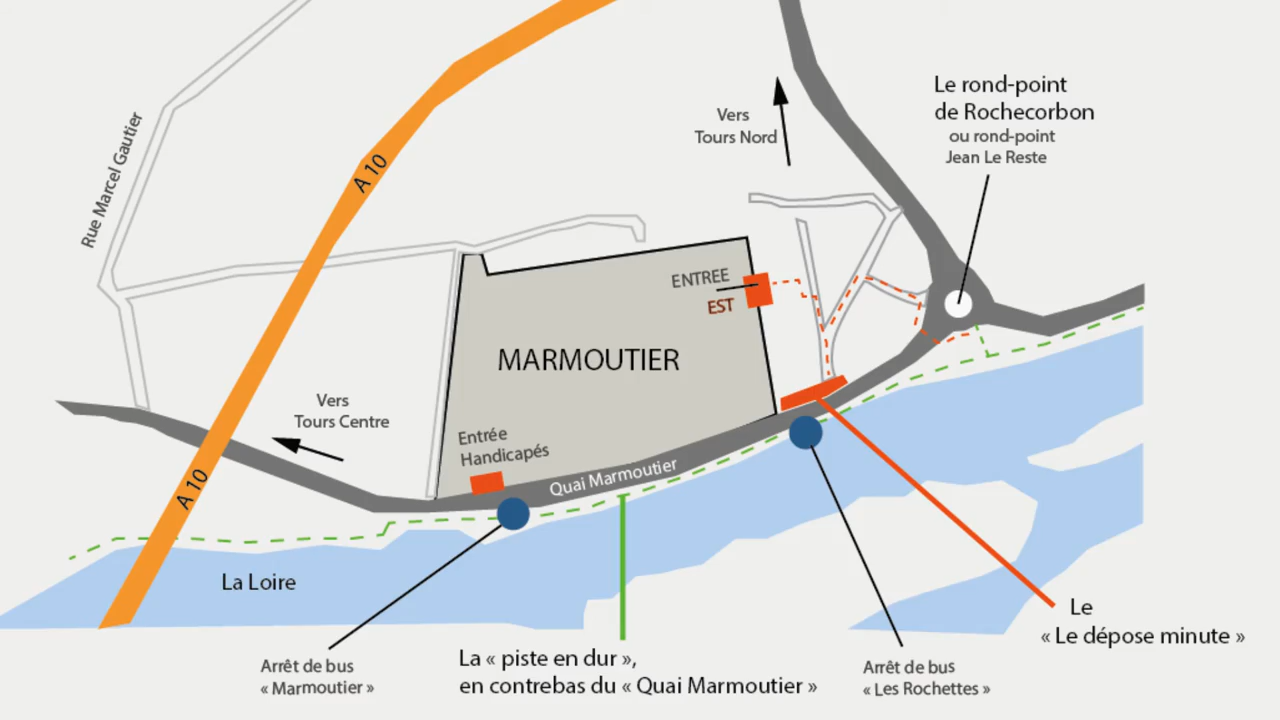 Le rond-point
de Rochecorbon
ou rond-point
Jean Le Reste
Vers
Tours Nord
Rue Marcel Gautier
A 10
ENTREE
EST
MARMOUTIER
Vers
Tours Centre
Entrée
Handicapés
Quai Marmoutier
A 10
La Loire
Le
« Le dépose minute »
Arrêt de bus
« Marmoutier »
La « piste en dur »,
en contrebas du « Quai Marmoutier »
Arrêt de bus
« Les Rochettes »